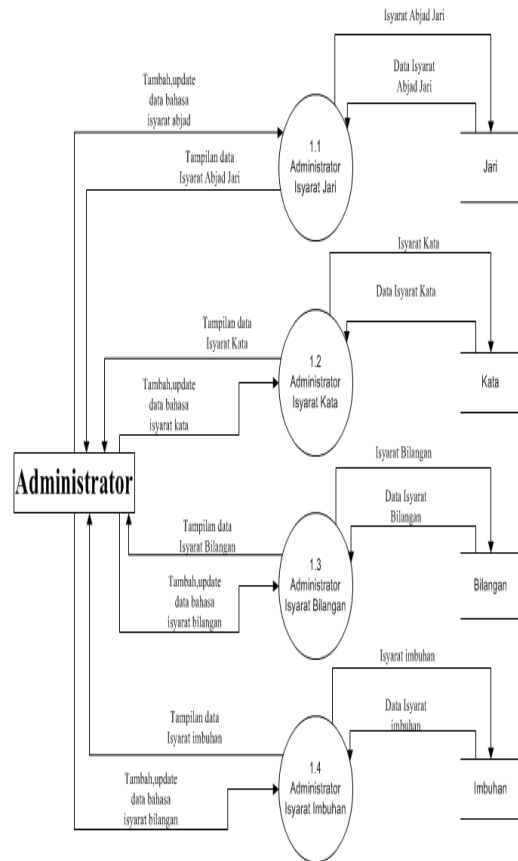 Isyarat Abjad Jari
Data Isyarat
Abjad Jari
Tambah,update
data bahasa
isyarat abjad
1.1
Administrator
Isyarat Jari
Jari
Tampilan data
Isyarat Abjad Jari
Isyarat Kata
Data Isyarat Kata
Tampilan data
Isyarat Kata
1.2
Administrator
Isyarat Kata
Kata
Tambah,update
data bahasa
isyarat kata
Administrator
Isyarat Bilangan
Data Isyarat
Bilangan
Tampilan data
Isyarat Bilangan
1.3
Administrator
Isyarat Bilangan
Bilangan
Tambah,update
data bahasa
isyarat bilangan
Isyarat imbuhan
Data Isyarat
imbuhan
Tampilan data
Isyarat imbuhan
1.4
Administrator
Isyarat Imbuhan
Imbuhan
Tambah,update
data bahasa
isyarat bilangan